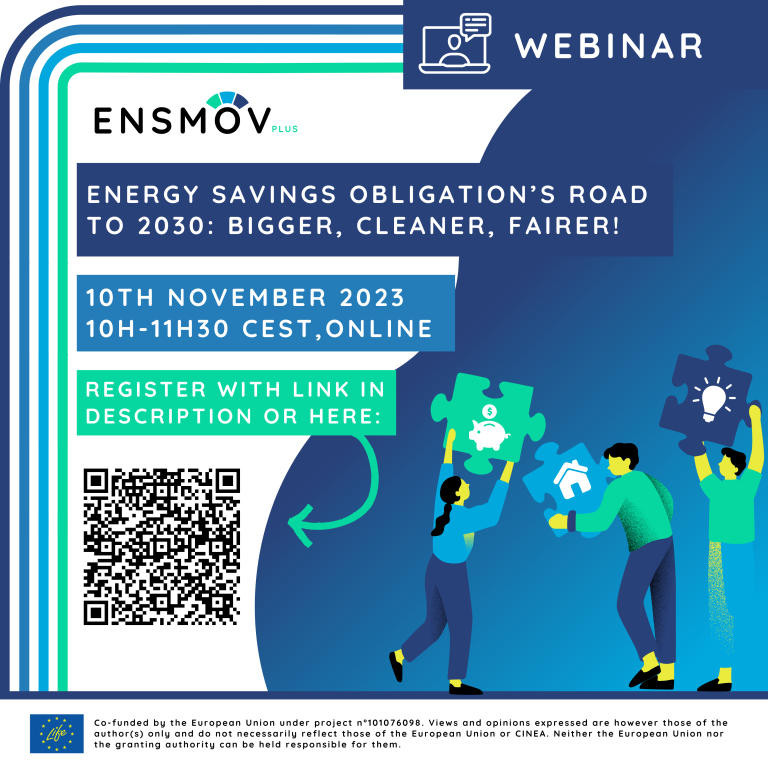 WEBINAR
ENSMOV PLUS
ENERGY SAVINGS OBLIGATION'S ROAD
TO 2030: BIGGER, CLEANER, FAIRER!
10TH NOVEMBER 2023
10H-11H30 CEST,ONLINE
REGISTER WITH LINK IN
DESCRIPTION OR HERE:
$
Life
Co-funded by the European Union under project n°101076098. Views and opinions expressed are however those of the
author(s) only and do not necessarily reflect those of the European Union or CINEA. Neither the European Union nor
the granting authority can be held responsible for them.